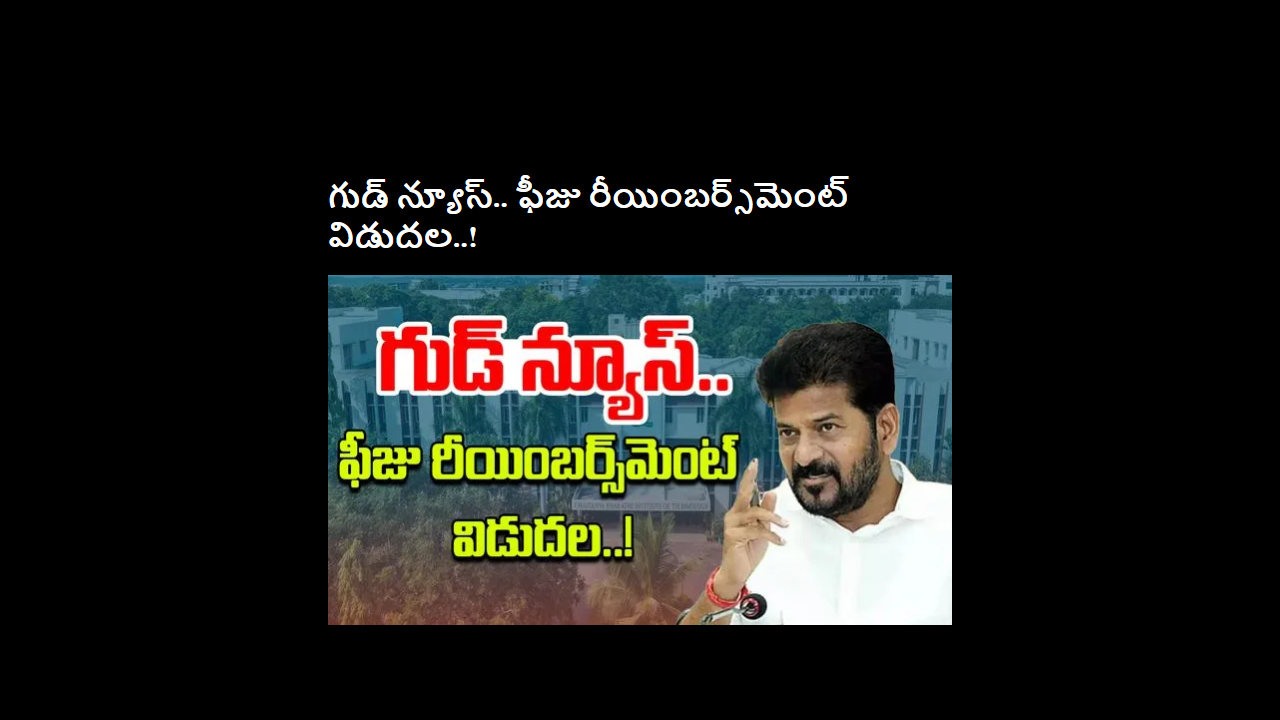 గుడ్ న్యూస్.. ఫీజు రీయింబర్స్‌మెంట్
విడుదల..!
గుడ్ న్యూస్..
ఫీజు రీయింబర్స్‌మెంట్
విడుదల..!